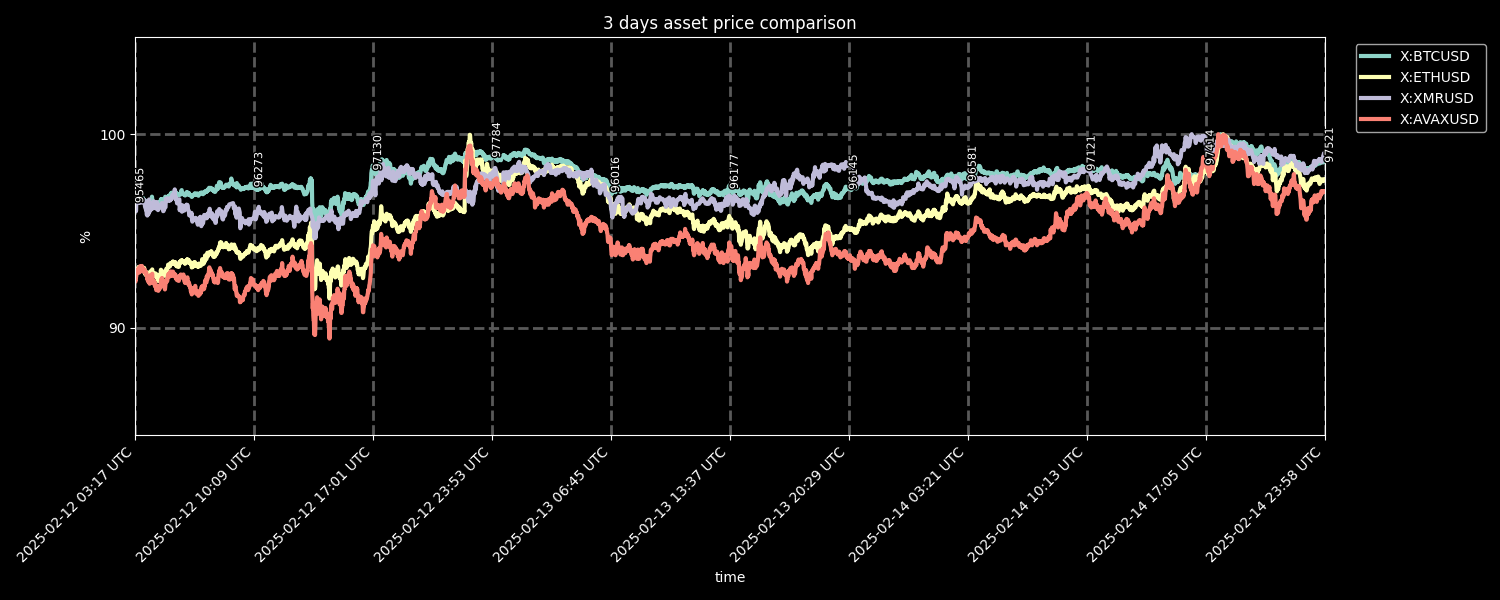 3 days asset price comparison
X:BTCUSD
X:ETHUSD
X:XMRUSD
X:AVAXUSD
100
90
%
95465
96273
97130
97784
96016
96177
96145
96581
97121
97521
2025-02-12 03:17 UTC
2025-02-12 10:09 UTC
2025-02-12 17:01 UTC
2025-02-12 23:53 UTC
2025-02-13 06:45 UTC
2025-02-13 13:37 UTC
2025-02-13 20:29 UTC
2025-02-14 03:21 UTC
2025-02-14 10:13 UTC
2025-02-14 17:05 UTC
2025-02-14 23:58 UTC
time